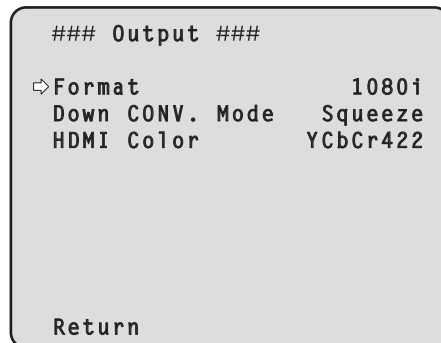 ### Output ###
⇨Format 1080i
Down CONV. Mode Squeeze
HDMI Color YCbCr422
Return